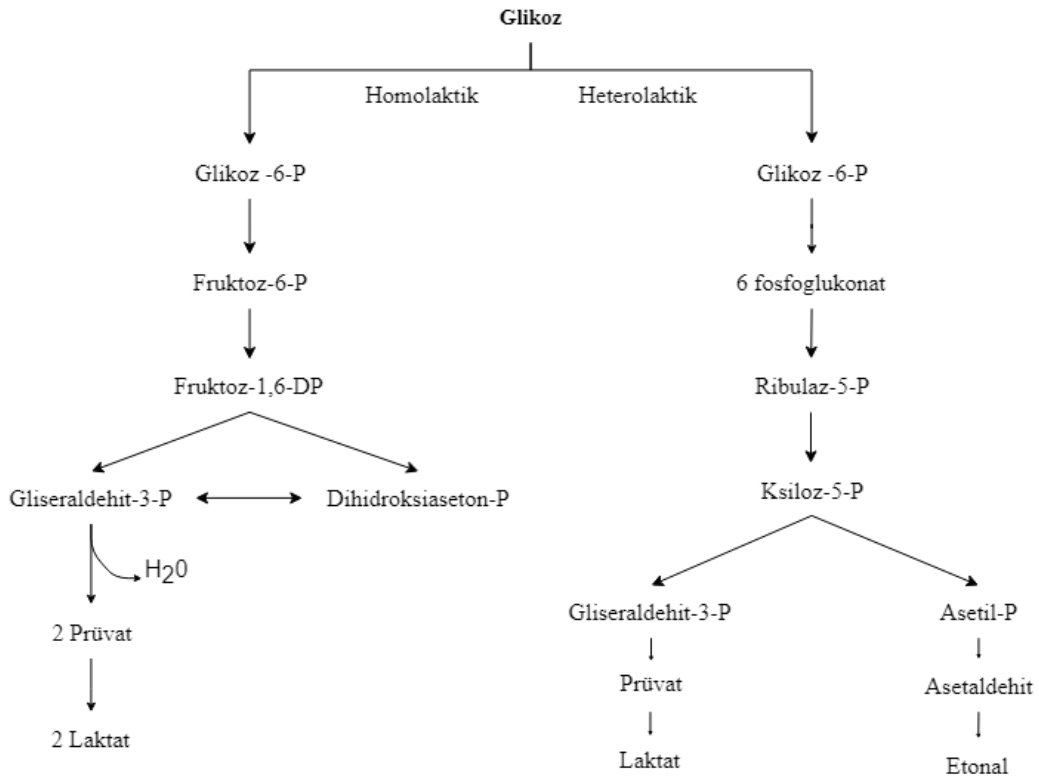 Glikoz
Homolaktik
Heterolaktik
Glikoz -6-P
Glikoz -6-P
Fruktoz-6-P
6 fosfoglukonat
Fruktoz-1,6-DP
Ribulaz-5-P
Gliseraldehit-3-P
Dihidroksiaseton-P
Ksiloz-5-P
H20
Gliseraldehit-3-P
Asetil-P
2 Prüvat
Prüvat
Asetaldehit
2 Laktat
Laktat
Etonal